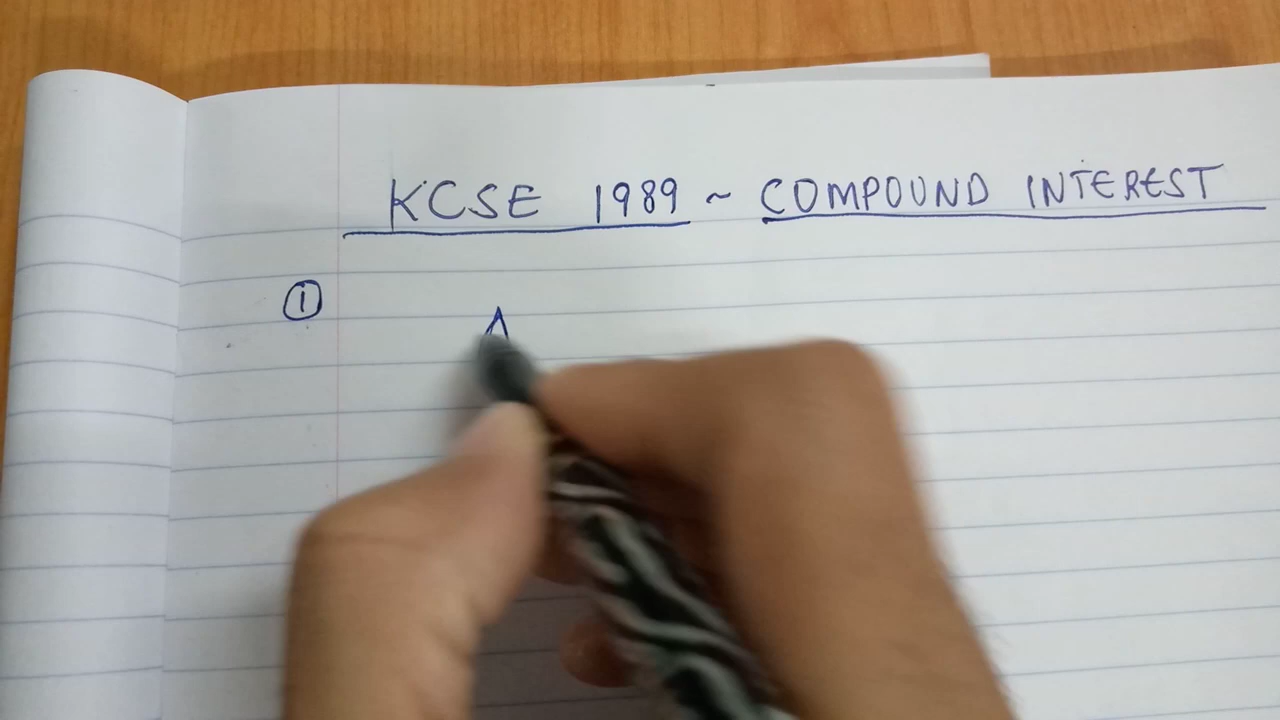 KCSE 1989 ~ COMPOUND INTEREST
① A